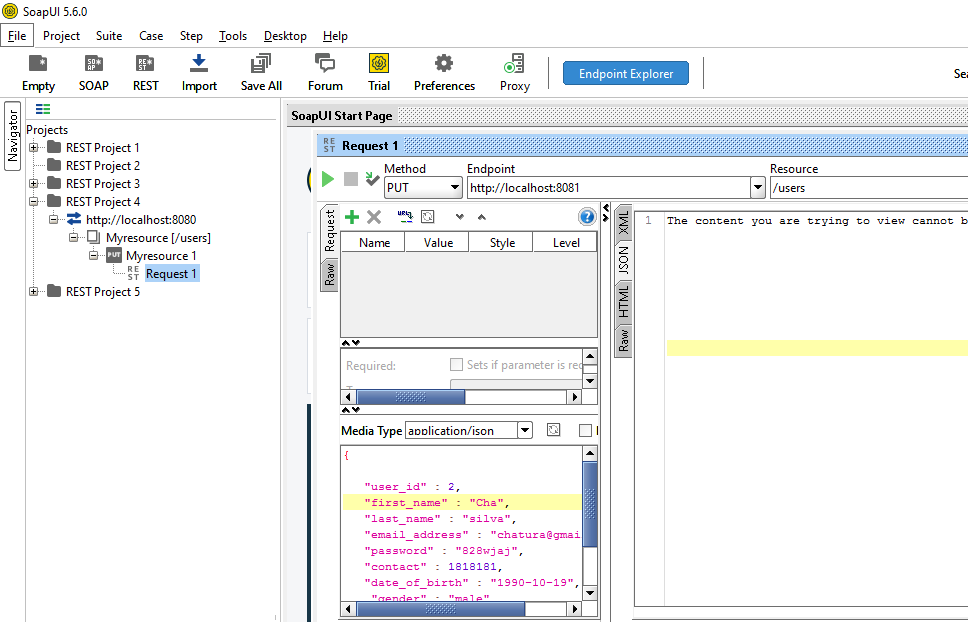 SoapUI 5.6.0
File Project Suite Case Step Tools Desktop Help
Empty SOAP REST Import Save All Forum Trial Preferences Proxy Endpoint Explorer
Navigator
Projects
REST Project 1
REST Project 2
REST Project 3
REST Project 4
http://localhost:8080
Myresource [/users]
PUT Myresource 1
REST Request 1
REST Project 5
SoapUI Start Page
REST Request 1
Method Endpoint Resource
PUT http://localhost:8081 /users
Request
Raw
Name Value Style Level
Required: Sets if parameter is req
Media Type application/json
{
"user_id" : 2,
"first_name" : "Cha",
"last_name" : "silva",
"email_address" : "chatura@gmai
"password" : "828wjaj",
"contact" : 1818181,
"date_of_birth" : "1990-10-19",
"gender" : "male"
XML
JSON
HTML
Raw
1 The content you are trying to view cannot b